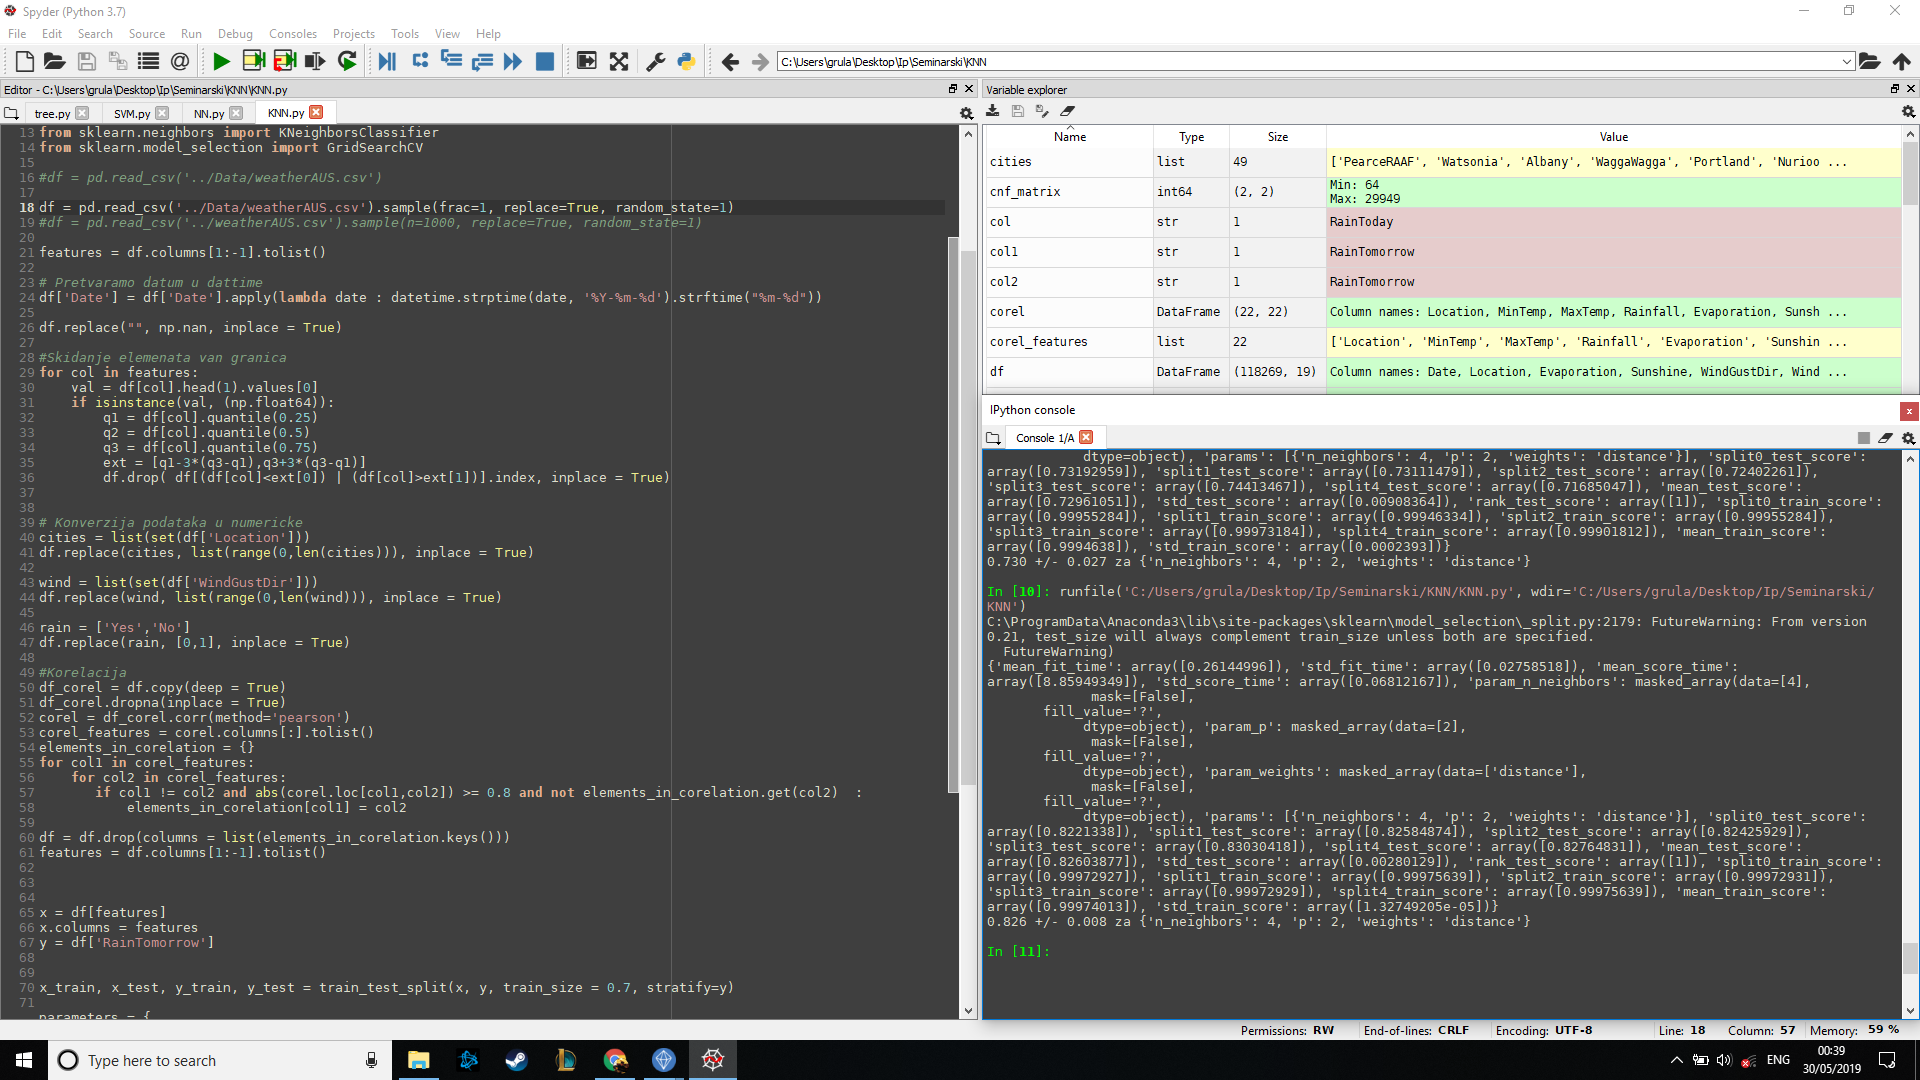 Spyder (Python 3.7)
File Edit Search Source Run Debug Consoles Projects Tools View Help
C:\Users\grula\Desktop\Ip\Seminarski\KNN
Editor - C:\Users\grula\Desktop\Ip\Seminarski\KNN\KNN.py
tree.py SVM.py NN.py KNN.py
13 from sklearn.neighbors import KNeighborsClassifier
14 from sklearn.model_selection import GridSearchCV
15
16 #df = pd.read_csv('../Data/weatherAUS.csv')
17
18 df = pd.read_csv('../Data/weatherAUS.csv').sample(frac=1, replace=True, random_state=1)
19 #df = pd.read_csv('../weatherAUS.csv').sample(n=1000, replace=True, random_state=1)
20
21 features = df.columns[1:-1].tolist()
22
23 # Pretvaramo datum u dattime
24 df['Date'] = df['Date'].apply(lambda date : datetime.strptime(date, '%Y-%m-%d').strftime("%m-%d"))
25
26 df.replace("", np.nan, inplace = True)
27
28 #Skidanje elemenata van granica
29 for col in features:
30 val = df[col].head(1).values[0]
31 if isinstance(val, (np.float64)):
32 q1 = df[col].quantile(0.25)
33 q2 = df[col].quantile(0.5)
34 q3 = df[col].quantile(0.75)
35 ext = [q1-3*(q3-q1),q3+3*(q3-q1)]
36 df.drop( df[(df[col]<ext[0]) | (df[col]>ext[1])].index, inplace = True)
37
38
39 # Konverzija podataka u numericke
40 cities = list(set(df['Location']))
41 df.replace(cities, list(range(0,len(cities))), inplace = True)
42
43 wind = list(set(df['WindGustDir']))
44 df.replace(wind, list(range(0,len(wind))), inplace = True)
45
46 rain = ['Yes','No']
47 df.replace(rain, [0,1], inplace = True)
48
49 #Korelacija
50 df_corel = df.copy(deep = True)
51 df_corel.dropna(inplace = True)
52 corel = df_corel.corr(method='pearson')
53 corel_features = corel.columns[:].tolist()
54 elements_in_corelation = {}
55 for col1 in corel_features:
56 for col2 in corel_features:
57 if col1 != col2 and abs(corel.loc[col1,col2]) >= 0.8 and not elements_in_corelation.get(col2) :
58 elements_in_corelation[col1] = col2
59
60 df = df.drop(columns = list(elements_in_corelation.keys()))
61 features = df.columns[1:-1].tolist()
62
63
64
65 x = df[features]
66 x.columns = features
67 y = df['RainTomorrow']
68
69
70 x_train, x_test, y_train, y_test = train_test_split(x, y, train_size = 0.7, stratify=y)
71
parameters = {
Variable explorer
Name Type Size Value
cities list 49 ['PearceRAAF', 'Watsonia', 'Albany', 'WaggaWagga', 'Portland', 'Nurioo ...
cnf_matrix int64 (2, 2) Min: 64
Max: 29949
col str 1 RainToday
col1 str 1 RainTomorrow
col2 str 1 RainTomorrow
corel DataFrame (22, 22) Column names: Location, MinTemp, MaxTemp, Rainfall, Evaporation, Sunsh ...
corel_features list 22 ['Location', 'MinTemp', 'MaxTemp', 'Rainfall', 'Evaporation', 'Sunshin ...
df DataFrame (118269, 19) Column names: Date, Location, Evaporation, Sunshine, WindGustDir, Wind ...
IPython console
Console 1/A
dtype=object), 'params': [{'n_neighbors': 4, 'p': 2, 'weights': 'distance'}], 'split0_test_score':
array([0.73192959]), 'split1_test_score': array([0.73111479]), 'split2_test_score': array([0.72402261]),
'split3_test_score': array([0.74413467]), 'split4_test_score': array([0.71685047]), 'mean_test_score':
array([0.72961051]), 'std_test_score': array([0.00908364]), 'rank_test_score': array([1]), 'split0_train_score':
array([0.99955284]), 'split1_train_score': array([0.99946334]), 'split2_train_score': array([0.99955284]),
'split3_train_score': array([0.99973184]), 'split4_train_score': array([0.99901812]), 'mean_train_score':
array([0.9994638]), 'std_train_score': array([0.0002393])}
0.730 +/- 0.027 za {'n_neighbors': 4, 'p': 2, 'weights': 'distance'}
In [10]: runfile('C:/Users/grula/Desktop/Ip/Seminarski/KNN/KNN.py', wdir='C:/Users/grula/Desktop/Ip/Seminarski/
KNN')
C:\ProgramData\Anaconda3\lib\site-packages\sklearn\model_selection\_split.py:2179: FutureWarning: From version
0.21, test_size will always complement train_size unless both are specified.
FutureWarning)
{'mean_fit_time': array([0.26144996]), 'std_fit_time': array([0.02758518]), 'mean_score_time':
array([8.85949349]), 'std_score_time': array([0.06812167]), 'param_n_neighbors': masked_array(data=[4],
mask=[False],
fill_value='?',
dtype=object), 'param_p': masked_array(data=[2],
mask=[False],
fill_value='?',
dtype=object), 'param_weights': masked_array(data=['distance'],
mask=[False],
fill_value='?',
dtype=object), 'params': [{'n_neighbors': 4, 'p': 2, 'weights': 'distance'}], 'split0_test_score':
array([0.8221338]), 'split1_test_score': array([0.82584874]), 'split2_test_score': array([0.82425929]),
'split3_test_score': array([0.83030418]), 'split4_test_score': array([0.82764831]), 'mean_test_score':
array([0.82603877]), 'std_test_score': array([0.00280129]), 'rank_test_score': array([1]), 'split0_train_score':
array([0.99972927]), 'split1_train_score': array([0.99975639]), 'split2_train_score': array([0.99972931]),
'split3_train_score': array([0.99972929]), 'split4_train_score': array([0.99975639]), 'mean_train_score':
array([0.99974013]), 'std_train_score': array([1.32749205e-05])}
0.826 +/- 0.008 za {'n_neighbors': 4, 'p': 2, 'weights': 'distance'}
In [11]:
Permissions: RW End-of-lines: CRLF Encoding: UTF-8 Line: 18 Column: 57 Memory: 59 %
Type here to search
ENG
00:39
30/05/2019